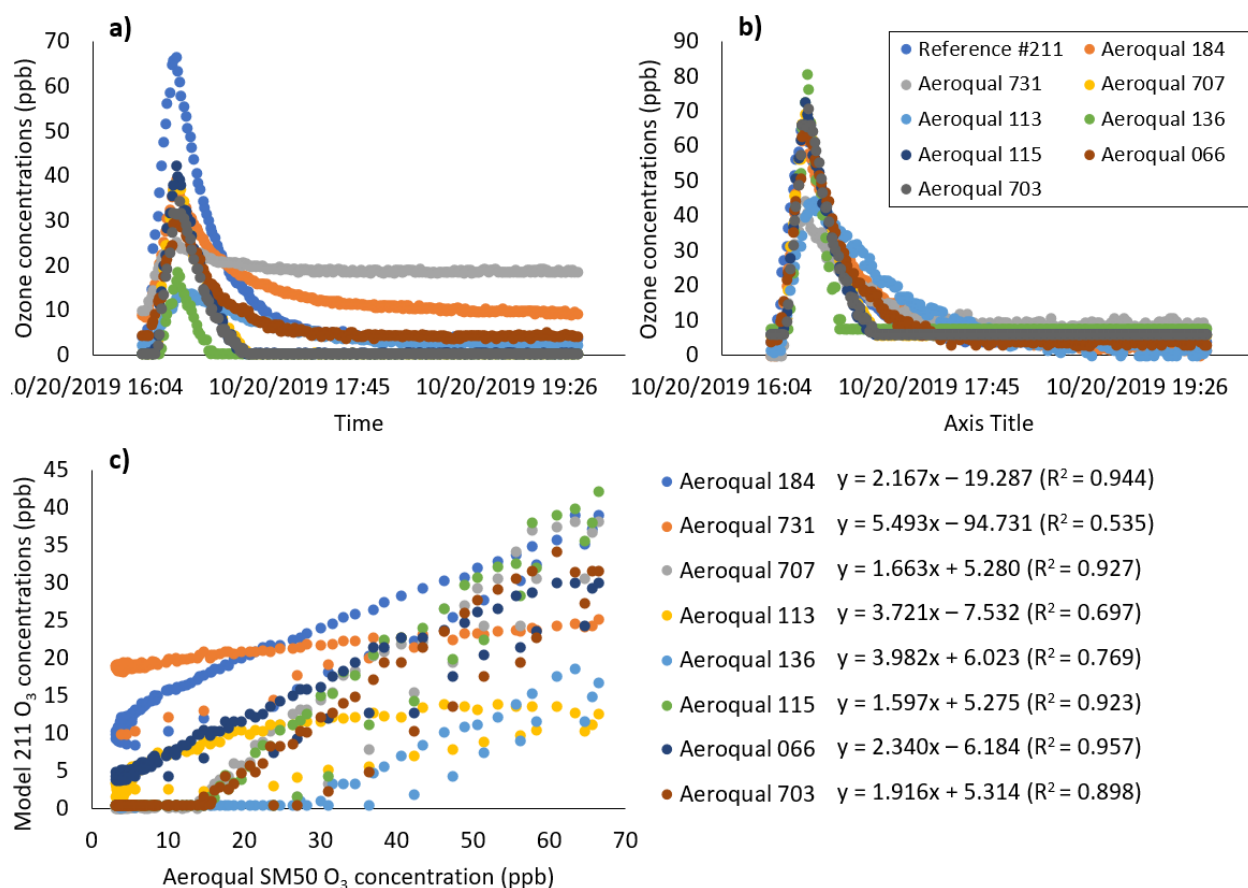 a)
Ozone concentrations (ppb)
70
60
50
40
30
20
10
0
10/20/2019 16:04 10/20/2019 17:45 10/20/2019 19:26
Time
b)
Ozone concentrations (ppb)
90
80
70
60
50
40
30
20
10
0
10/20/2019 16:04 10/20/2019 17:45 10/20/2019 19:26
Axis Title
Reference #211 Aeroqual 184
Aeroqual 731 Aeroqual 707
Aeroqual 113 Aeroqual 136
Aeroqual 115 Aeroqual 066
Aeroqual 703
c)
Model 211 O₃ concentrations (ppb)
45
40
35
30
25
20
15
10
5
0
0 10 20 30 40 50 60 70
Aeroqual SM50 O₃ concentration (ppb)
Aeroqual 184 y = 2.167x – 19.287 (R² = 0.944)
Aeroqual 731 y = 5.493x – 94.731 (R² = 0.535)
Aeroqual 707 y = 1.663x + 5.280 (R² = 0.927)
Aeroqual 113 y = 3.721x – 7.532 (R² = 0.697)
Aeroqual 136 y = 3.982x + 6.023 (R² = 0.769)
Aeroqual 115 y = 1.597x + 5.275 (R² = 0.923)
Aeroqual 066 y = 2.340x – 6.184 (R² = 0.957)
Aeroqual 703 y = 1.916x + 5.314 (R² = 0.898)